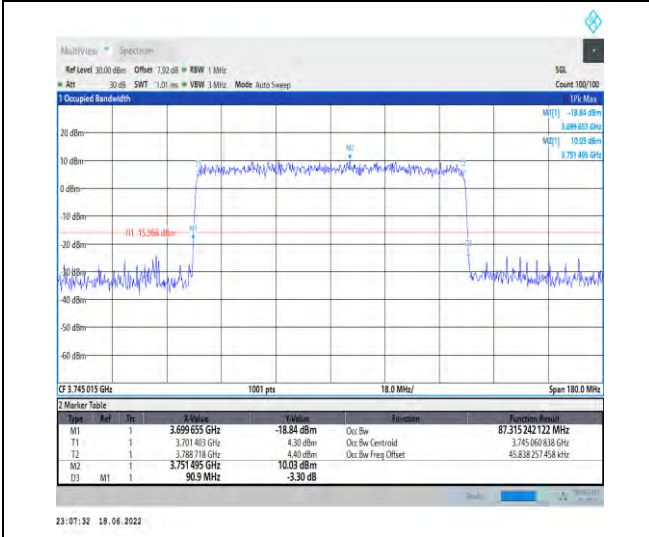 MultiView Spectrum
Ref Level 30.00 dBm Offset 7.92 dB RBW 1 MHz SGL
Att 30 dB SWT 1.01 ms VBW 3 MHz Mode Auto Sweep Count 100/100
1 Occupied Bandwidth 1Pk Max
M1[1] -18.84 dBm
3.699 655 GHz
M2[1] 10.03 dBm
3.751 495 GHz
20 dBm
M2
10 dBm
0 dBm
-10 dBm
H1 -15.966 dBm M1
-20 dBm
D3
-30 dBm
-40 dBm
-50 dBm
-60 dBm
CF 3.745 015 GHz 1001 pts 18.0 MHz/ Span 180.0 MHz
2 Marker Table
Type Ref Trc X-Value Y-Value Function Function Result
M1 1 3.699 655 GHz -18.84 dBm Occ Bw 87.315 242 122 MHz
T1 1 3.701 403 GHz 4.30 dBm Occ Bw Centroid 3.745 060 838 GHz
T2 1 3.788 718 GHz 4.40 dBm Occ Bw Freq Offset 45.838 257 458 kHz
M2 1 3.751 495 GHz 10.03 dBm
D3 M1 1 90.9 MHz -3.30 dB
23:07:32 18.06.2022